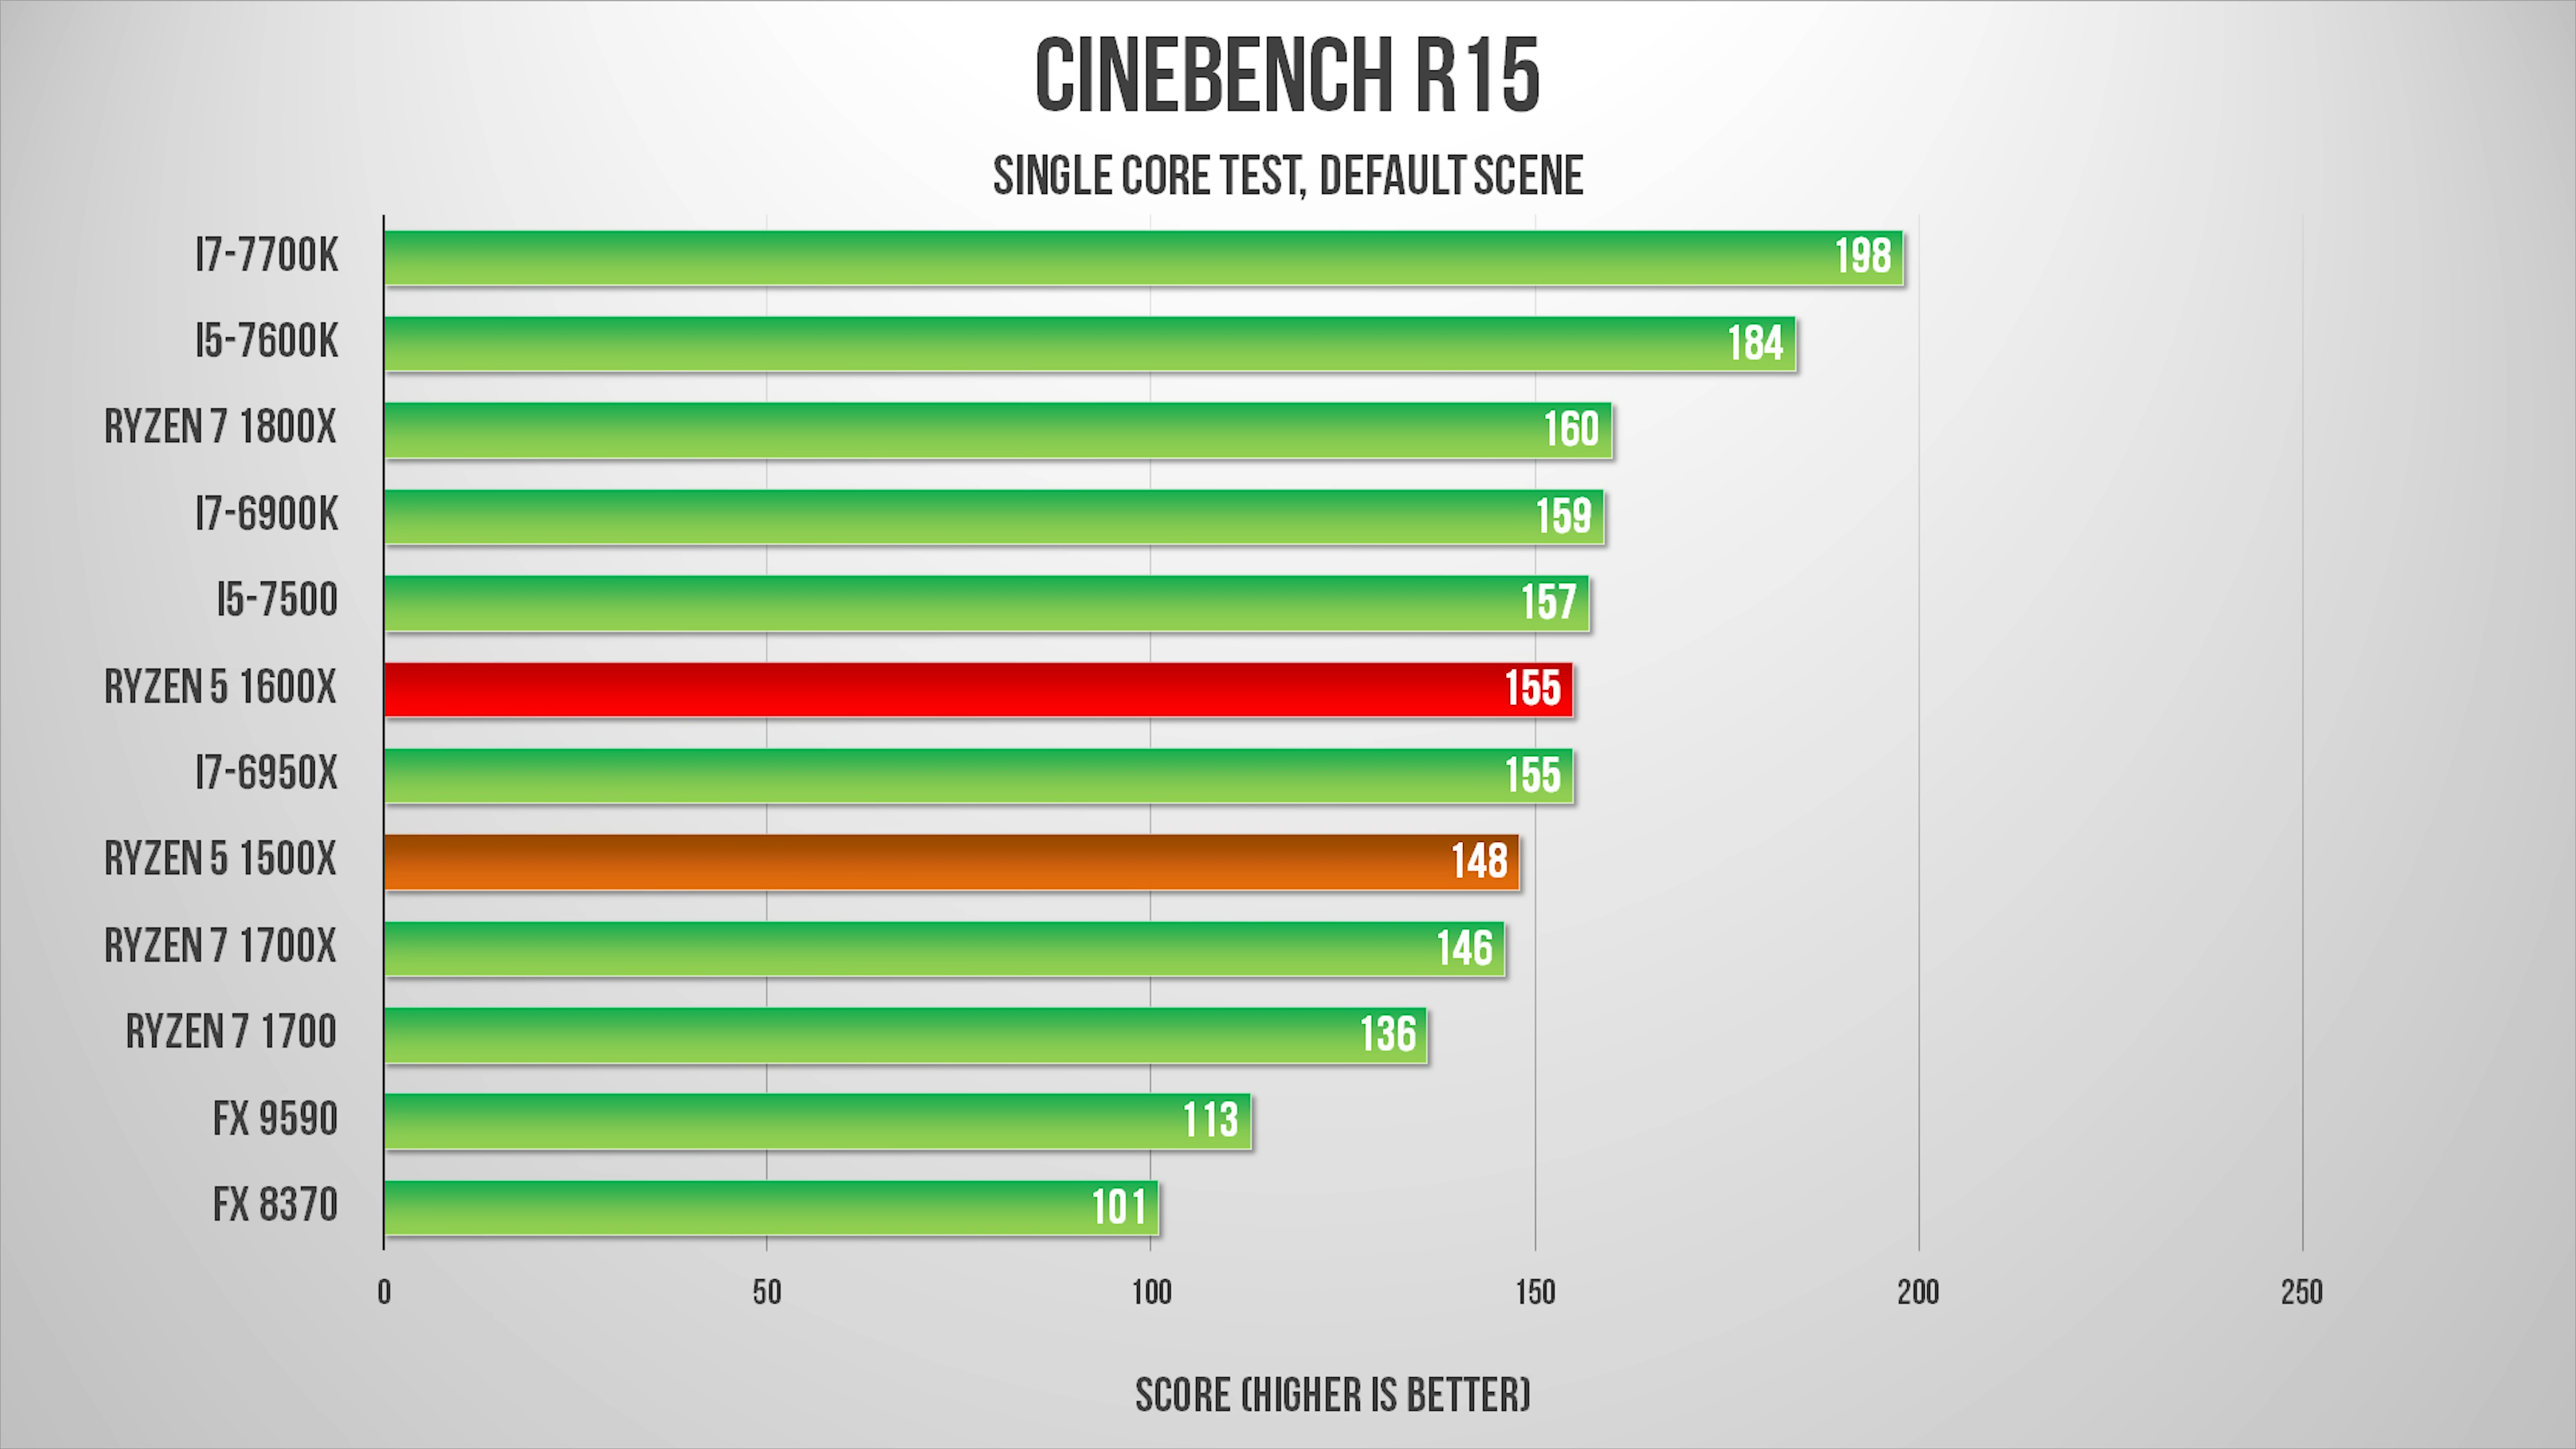 CINEBENCH R15
SINGLE CORE TEST, DEFAULT SCENE
I7-7700K 198
I5-7600K 184
RYZEN 7 1800X 160
I7-6900K 159
I5-7500 157
RYZEN 5 1600X 155
I7-6950X 155
RYZEN 5 1500X 148
RYZEN 7 1700X 146
RYZEN 7 1700 136
FX 9590 113
FX 8370 101
0 50 100 150 200 250
SCORE (HIGHER IS BETTER)